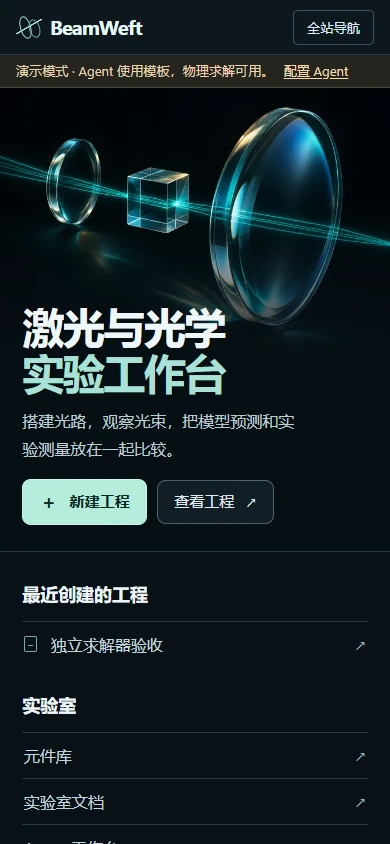 BeamWeft
全站导航
演示模式 · Agent 使用模板，物理求解可用。 配置 Agent
激光与光学
实验工作台
搭建光路，观察光束，把模型预测和实
验测量放在一起比较。
＋ 新建工程
查看工程 ↗
最近创建的工程
独立求解器验收 ↗
实验室
元件库 ↗
实验室文档 ↗